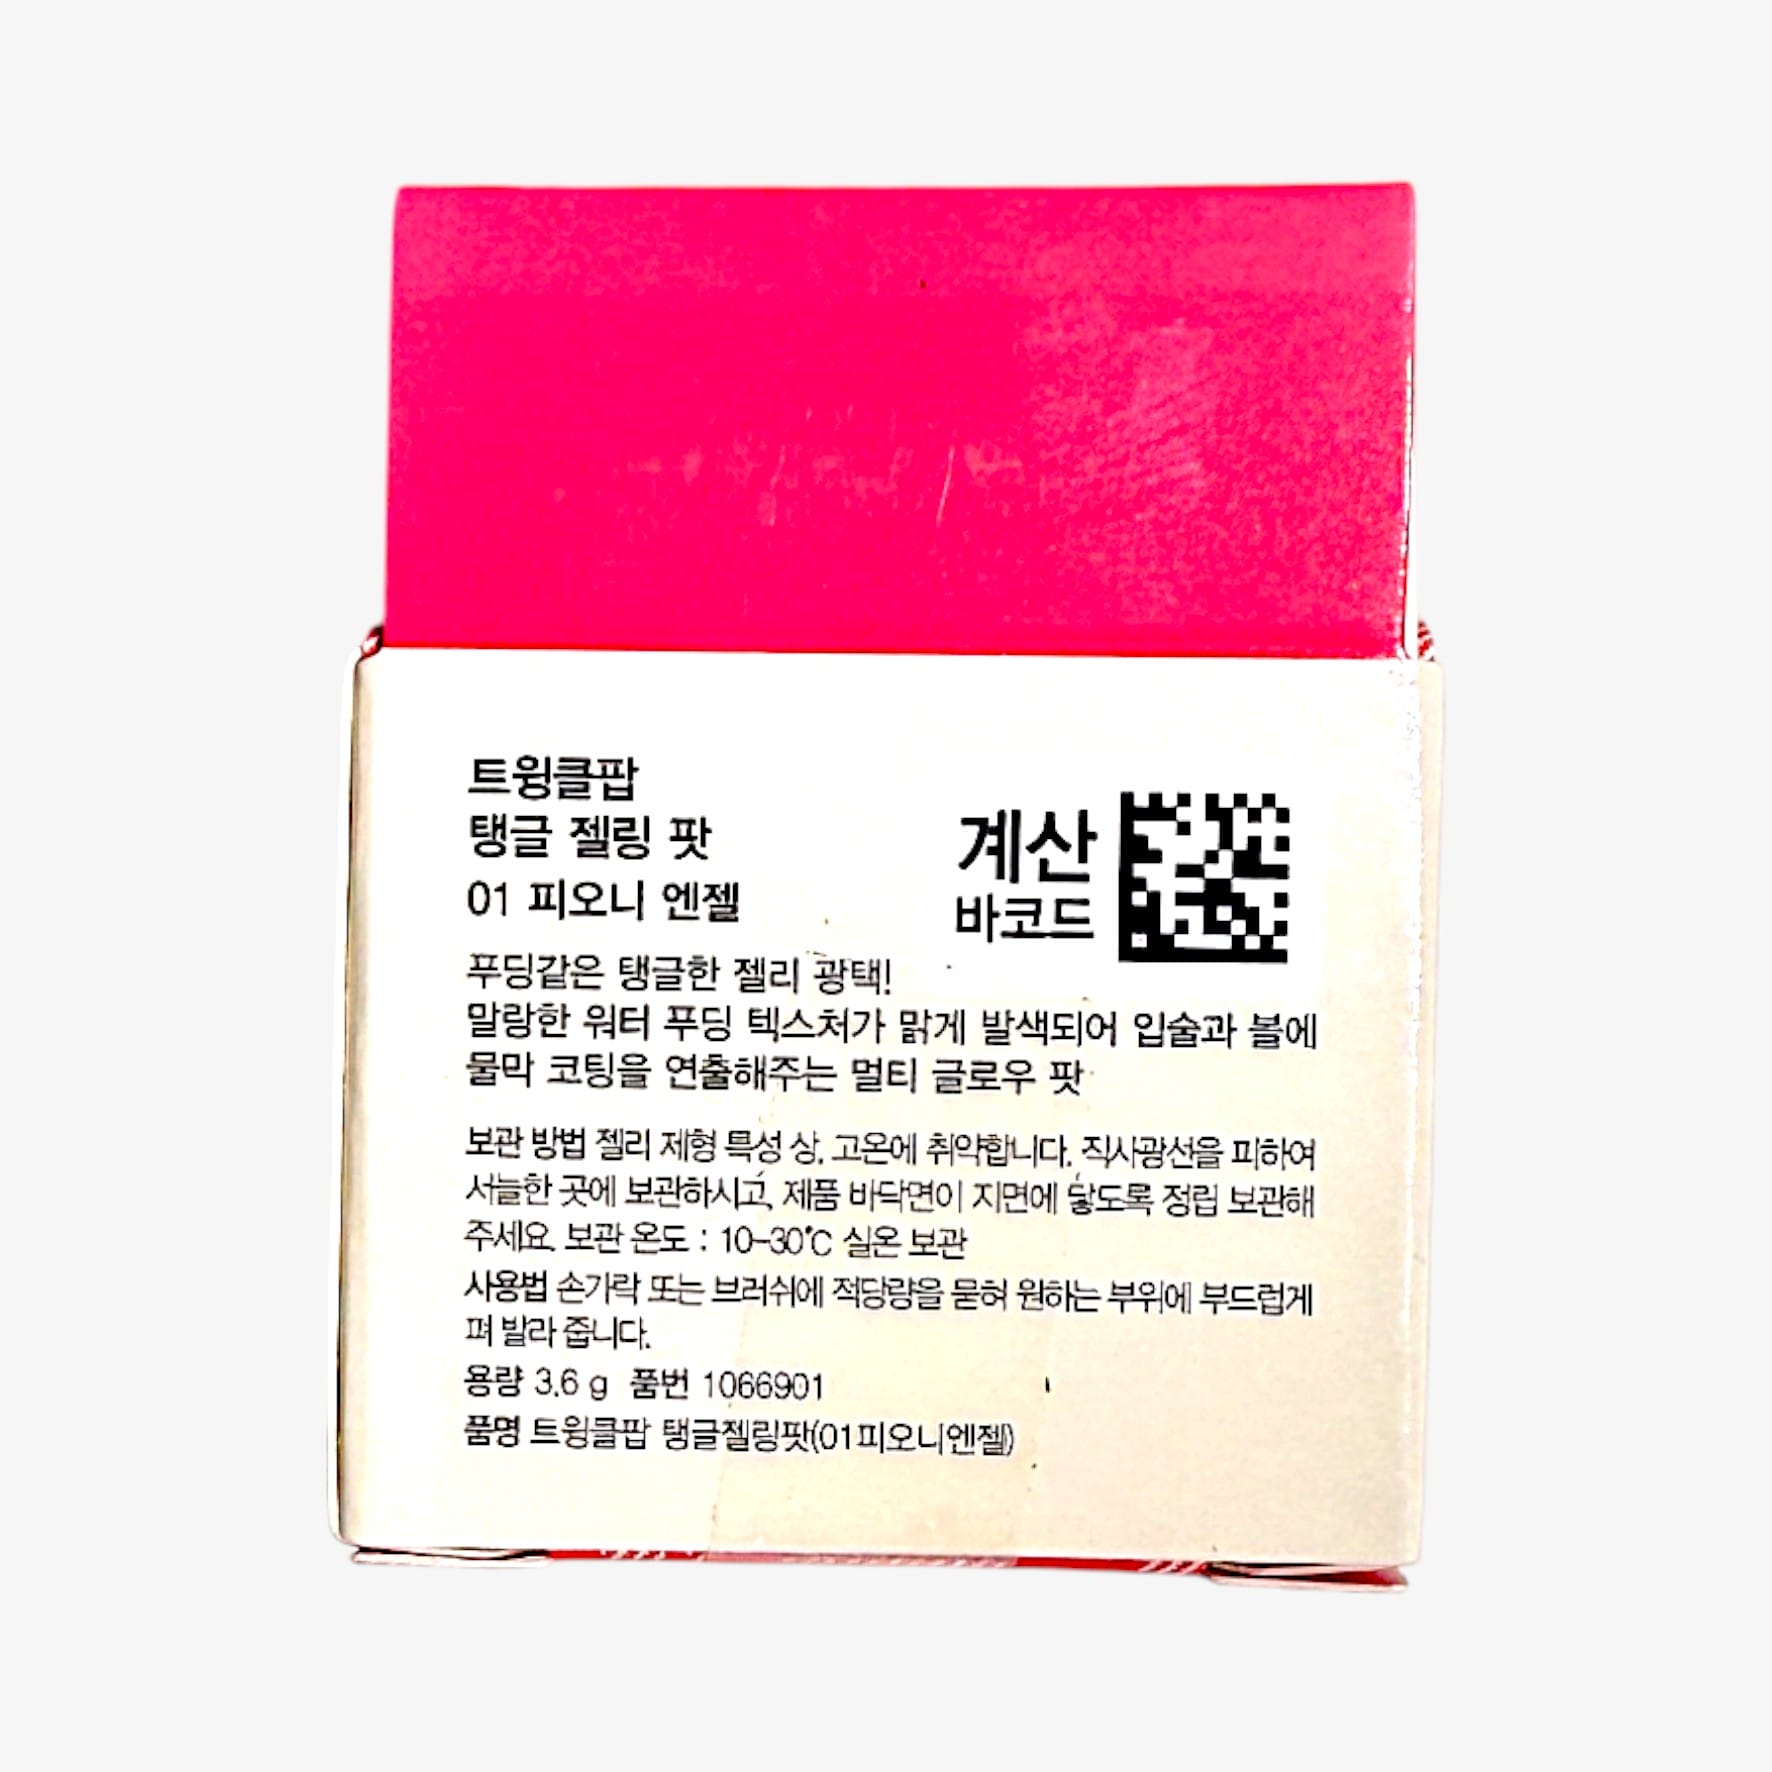 트윙클팝
탱글 젤링 팟
01 피오니 엔젤
계산
바코드
푸딩같은 탱글한 젤리 광택!
말랑한 워터 푸딩 텍스처가 맑게 발색되어 입술과 볼에
물막 코팅을 연출해주는 멀티 글로우 팟
보관 방법 젤리 제형 특성 상, 고온에 취약합니다. 직사광선을 피하여
서늘한 곳에 보관하시고, 제품 바닥면이 지면에 닿도록 정립 보관해
주세요. 보관 온도 : 10-30℃ 실온 보관
사용법 손가락 또는 브러쉬에 적당량을 묻혀 원하는 부위에 부드럽게
펴 발라 줍니다.
용량 3.6 g 품번 1066901
품명 트윙클팝 탱글젤링팟(01피오니엔젤)